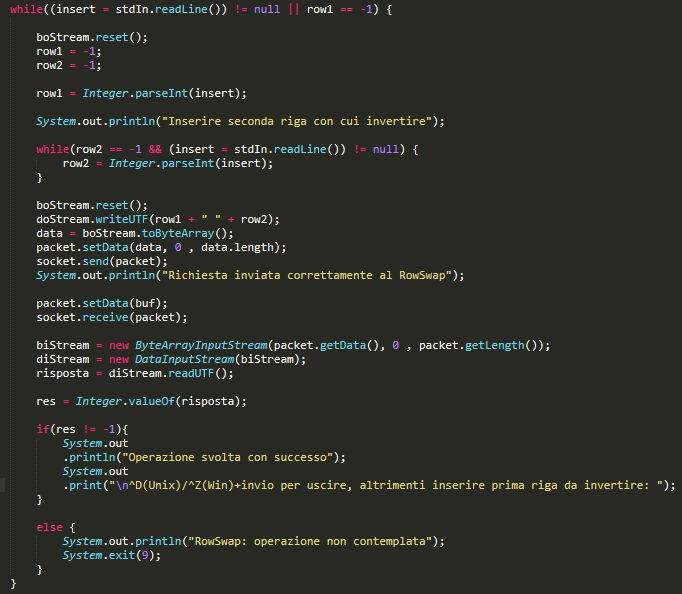 while((insert = stdIn.readLine()) != null || row1 == -1) {
boStream.reset();
row1 = -1;
row2 = -1;
row1 = Integer.parseInt(insert);
System.out.println("Inserire seconda riga con cui invertire");
while(row2 == -1 && (insert = stdIn.readLine()) != null) {
row2 = Integer.parseInt(insert);
}
boStream.reset();
doStream.writeUTF(row1 + " " + row2);
data = boStream.toByteArray();
packet.setData(data, 0 , data.length);
socket.send(packet);
System.out.println("Richiesta inviata correttamente al RowSwap");
packet.setData(buf);
socket.receive(packet);
biStream = new ByteArrayInputStream(packet.getData(), 0 , packet.getLength());
diStream = new DataInputStream(biStream);
risposta = diStream.readUTF();
res = Integer.valueOf(risposta);
if(res != -1){
System.out
.println("Operazione svolta con successo");
System.out
.print("\n^D(Unix)/^Z(Win)+invio per uscire, altrimenti inserire prima riga da invertire: ");
}
else {
System.out.println("RowSwap: operazione non contemplata");
System.exit(9);
}
}